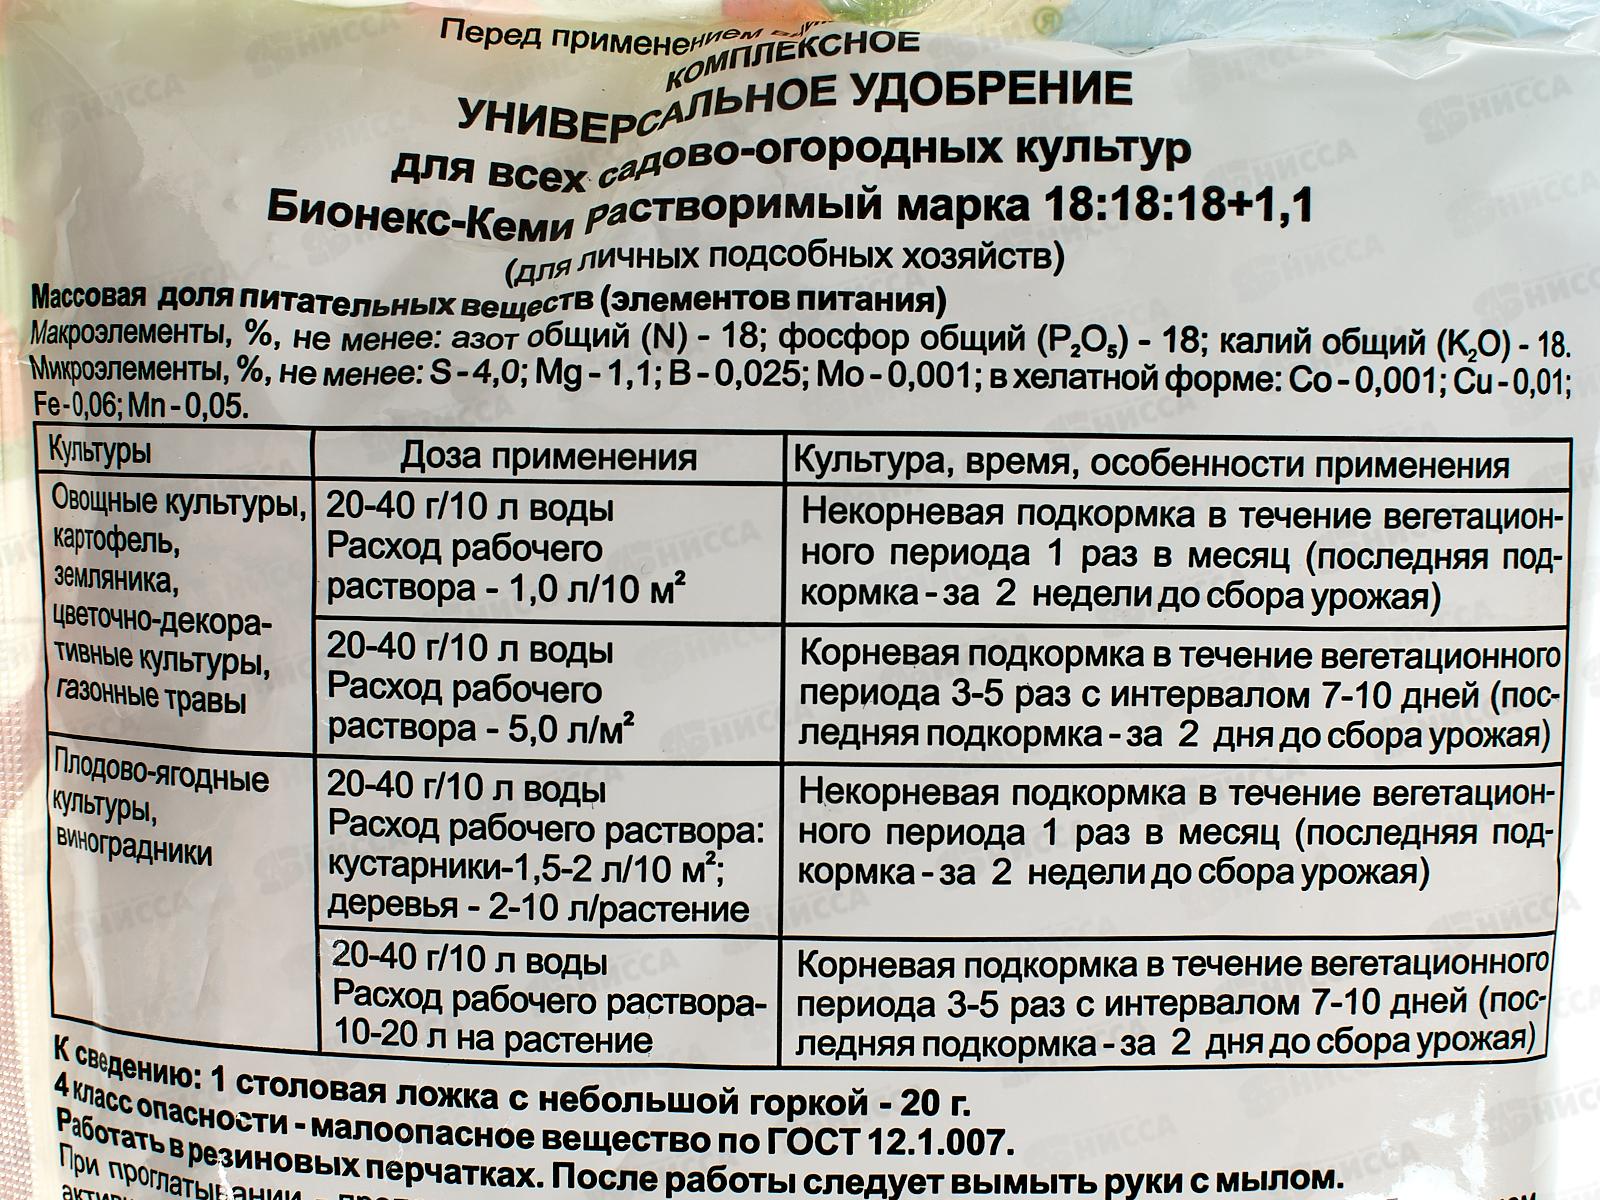 Перед применением
КОМПЛЕКСНОЕ
УНИВЕРСАЛЬНОЕ УДОБРЕНИЕ
для всех садово-огородных культур
Бионекс-Кеми Растворимый марка 18:18:18+1,1
(для личных подсобных хозяйств)
Массовая доля питательных веществ (элементов питания)
Макроэлементы, %, не менее: азот общий (N) - 18; фосфор общий (P₂O₅) - 18; калий общий (K₂O) - 18.
Микроэлементы, %, не менее: S - 4,0; Mg - 1,1; B - 0,025; Mo - 0,001; в хелатной форме: Co - 0,001; Cu - 0,01;
Fe - 0,06; Mn - 0,05.
Культуры
Доза применения
Культура, время, особенности применения
Овощные культуры,
картофель,
земляника,
цветочно-декора-
тивные культуры,
газонные травы
20-40 г/10 л воды
Расход рабочего
раствора - 1,0 л/10 м²
Некорневая подкормка в течение вегетацион-
ного периода 1 раз в месяц (последняя под-
кормка - за 2 недели до сбора урожая)
20-40 г/10 л воды
Расход рабочего
раствора - 5,0 л/м²
Корневая подкормка в течение вегетационного
периода 3-5 раз с интервалом 7-10 дней (пос-
ледняя подкормка - за 2 дня до сбора урожая)
Плодово-ягодные
культуры,
виноградники
20-40 г/10 л воды
Расход рабочего раствора:
кустарники-1,5-2 л/10 м²;
деревья - 2-10 л/растение
Некорневая подкормка в течение вегетацион-
ного периода 1 раз в месяц (последняя под-
кормка - за 2 недели до сбора урожая)
20-40 г/10 л воды
Расход рабочего раствора-
10-20 л на растение
Корневая подкормка в течение вегетационного
периода 3-5 раз с интервалом 7-10 дней (пос-
ледняя подкормка - за 2 дня до сбора урожая)
К сведению: 1 столовая ложка с небольшой горкой - 20 г.
4 класс опасности - малоопасное вещество по ГОСТ 12.1.007.
Работать в резиновых перчатках. После работы следует вымыть руки с мылом.
При проглатывании
НИССА